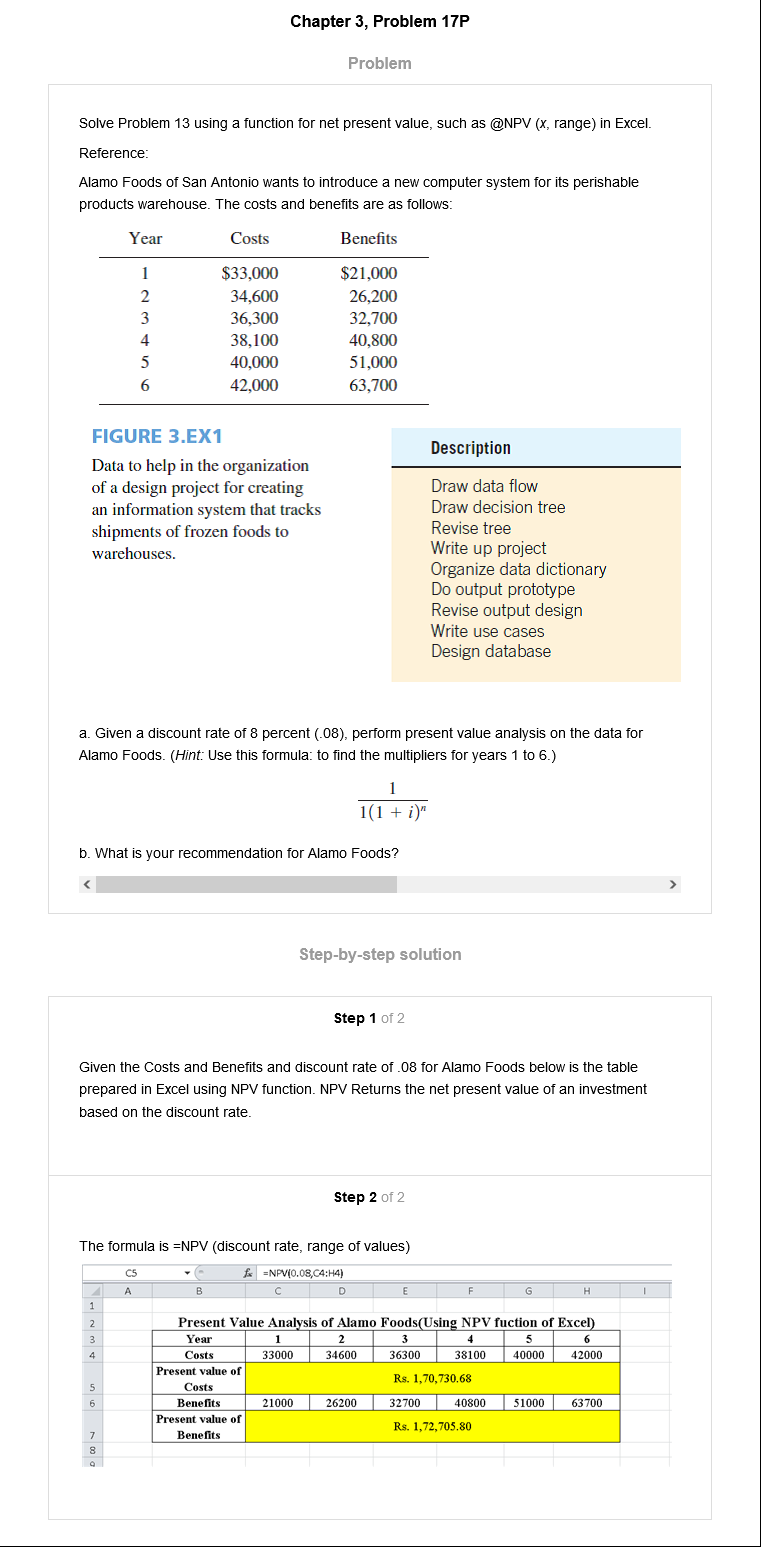 Chapter 3, Problem 17P
Problem
Solve Problem 13 using a function for net present value, such as @NPV (x, range) in Excel.
Reference:
Alamo Foods of San Antonio wants to introduce a new computer system for its perishable
products warehouse. The costs and benefits are as follows:
Year Costs Benefits
1 $33,000 $21,000
2 34,600 26,200
3 36,300 32,700
4 38,100 40,800
5 40,000 51,000
6 42,000 63,700
FIGURE 3.EX1
Data to help in the organization
of a design project for creating
an information system that tracks
shipments of frozen foods to
warehouses.
Description
Draw data flow
Draw decision tree
Revise tree
Write up project
Organize data dictionary
Do output prototype
Revise output design
Write use cases
Design database
a. Given a discount rate of 8 percent (.08), perform present value analysis on the data for
Alamo Foods. (Hint: Use this formula: to find the multipliers for years 1 to 6.)
1
1(1 + i)ⁿ
b. What is your recommendation for Alamo Foods?
Step-by-step solution
Step 1 of 2
Given the Costs and Benefits and discount rate of .08 for Alamo Foods below is the table
prepared in Excel using NPV function. NPV Returns the net present value of an investment
based on the discount rate.
Step 2 of 2
The formula is =NPV (discount rate, range of values)
C5 fx =NPV(0.08,C4:H4)
A B C D E F G H I
1
2 Present Value Analysis of Alamo Foods(Using NPV fuction of Excel)
3 Year 1 2 3 4 5 6
4 Costs 33000 34600 36300 38100 40000 42000
Present value of
5 Costs Rs. 1,70,730.68
6 Benefits 21000 26200 32700 40800 51000 63700
Present value of
7 Benefits Rs. 1,72,705.80
8
9